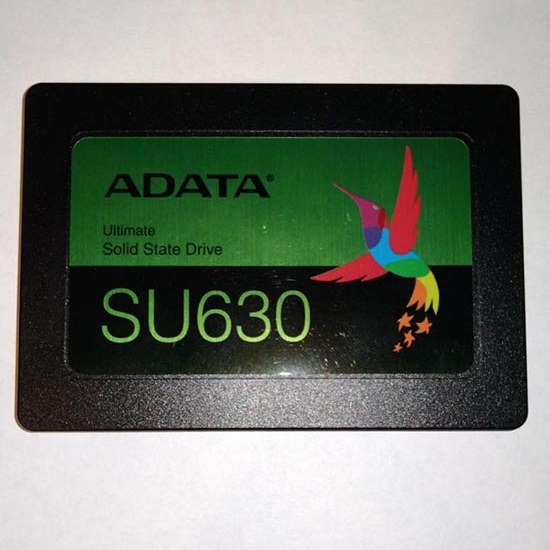 ADATA®
Ultimate
Solid State Drive
SU630